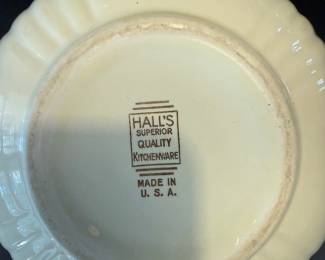 HALL'S
SUPERIOR
QUALITY
KITCHENWARE
MADE IN
U. S. A.